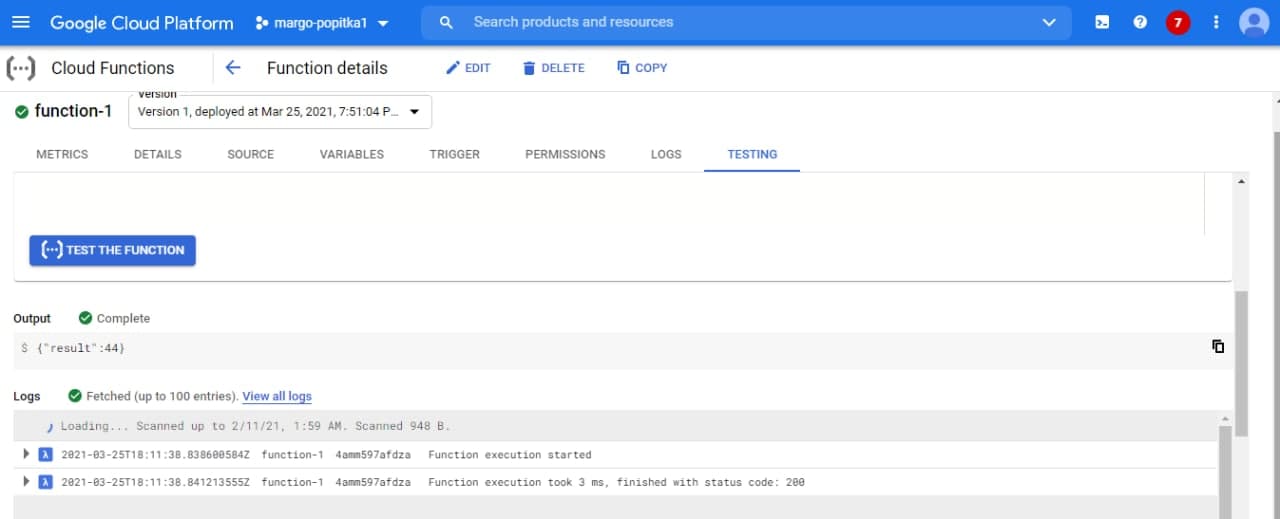 Google Cloud Platform margo-popitka1 Search products and resources 7
Cloud Functions Function details EDIT DELETE COPY
Version
function-1 Version 1, deployed at Mar 25, 2021, 7:51:04 P...
METRICS DETAILS SOURCE VARIABLES TRIGGER PERMISSIONS LOGS TESTING
(···) TEST THE FUNCTION
Output Complete
$ {"result":44}
Logs Fetched (up to 100 entries). View all logs
Loading... Scanned up to 2/11/21, 1:59 AM. Scanned 948 B.
2021-03-25T18:11:38.838600584Z function-1 4amm597afdza Function execution started
2021-03-25T18:11:38.841213555Z function-1 4amm597afdza Function execution took 3 ms, finished with status code: 200